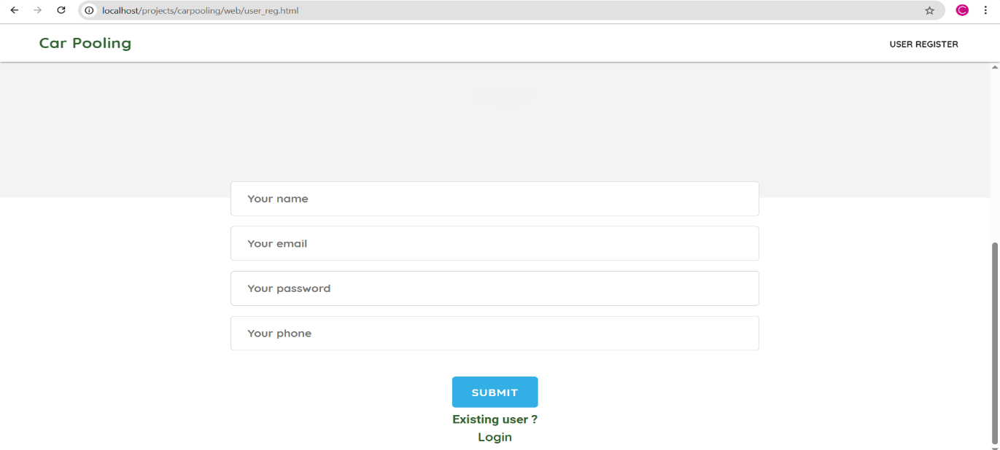 localhost/projects/carpooling/web/user_reg.html
Car Pooling
USER REGISTER
Your name
Your email
Your password
Your phone
SUBMIT
Existing user ?
Login